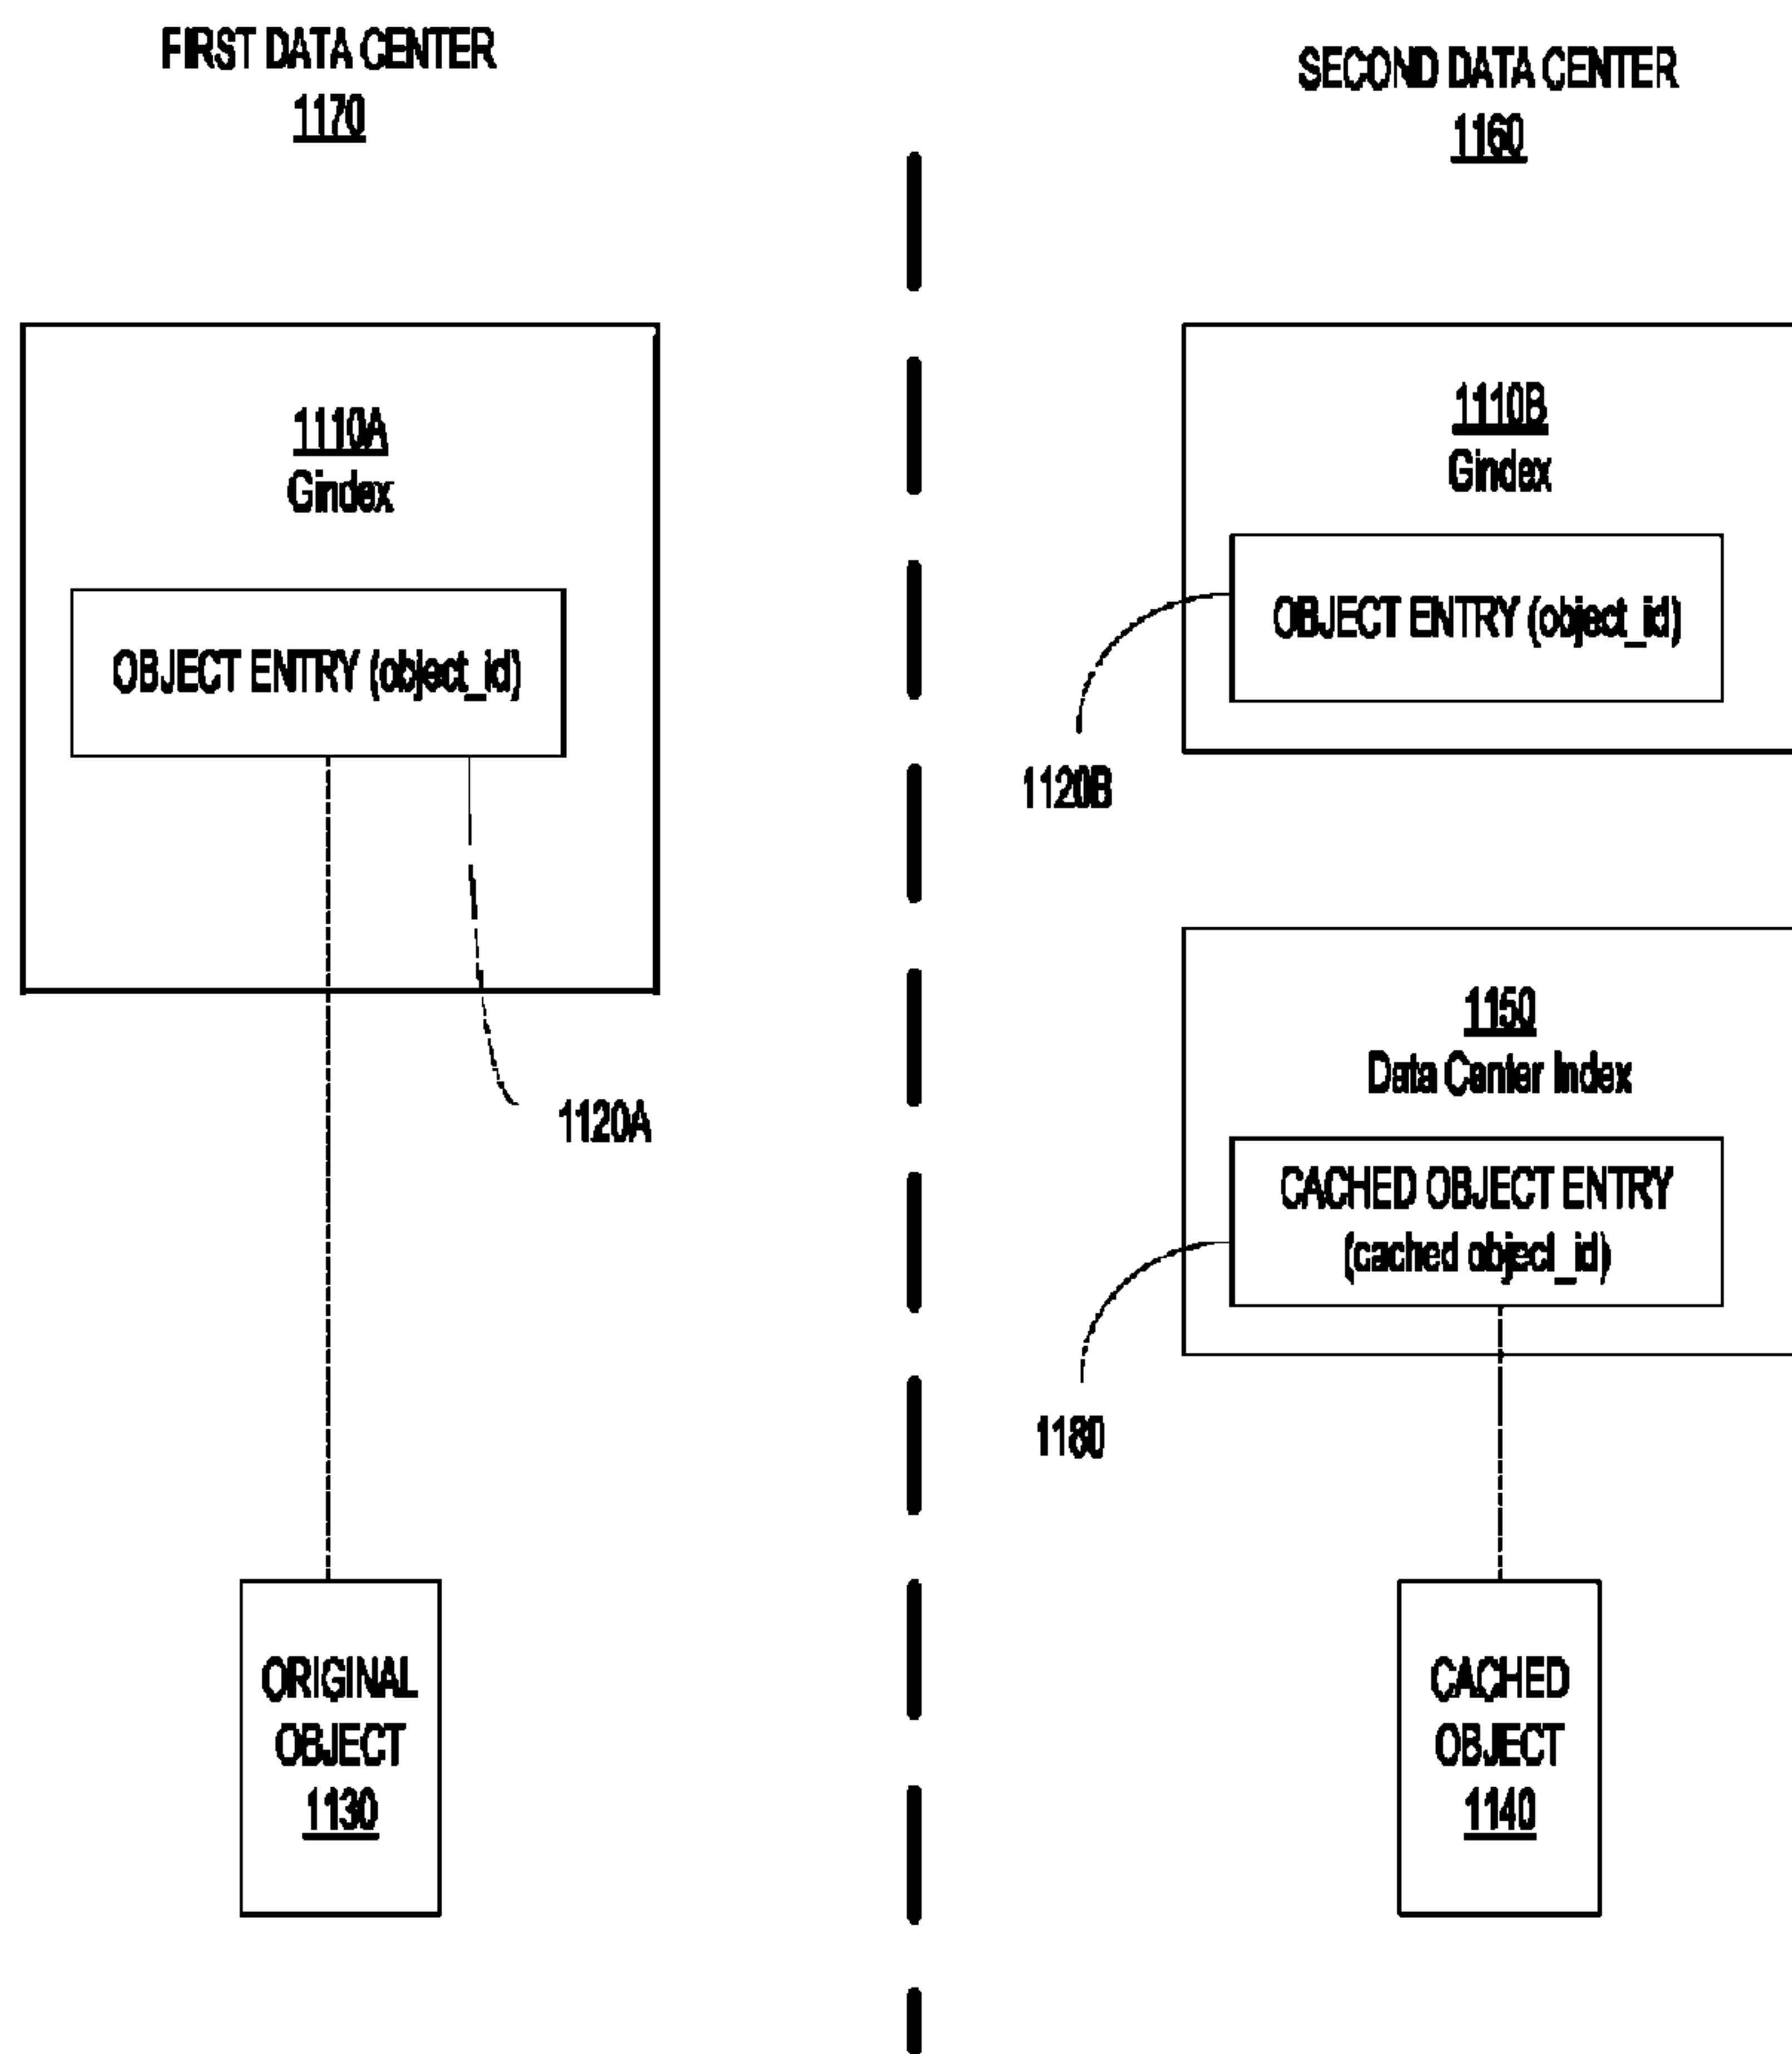 FIRST DATA CENTER
1170
1110A
Gindex
OBJECT ENTRY (object_id)
1120A
ORIGINAL
OBJECT
1130
SECOND DATA CENTER
1160
1110B
Gindex
OBJECT ENTRY (object_id)
1120B
1150
Data Canter Index
CACHED OBJECT ENTRY
(cached object_id)
1180
CACHED
OBJECT
1140